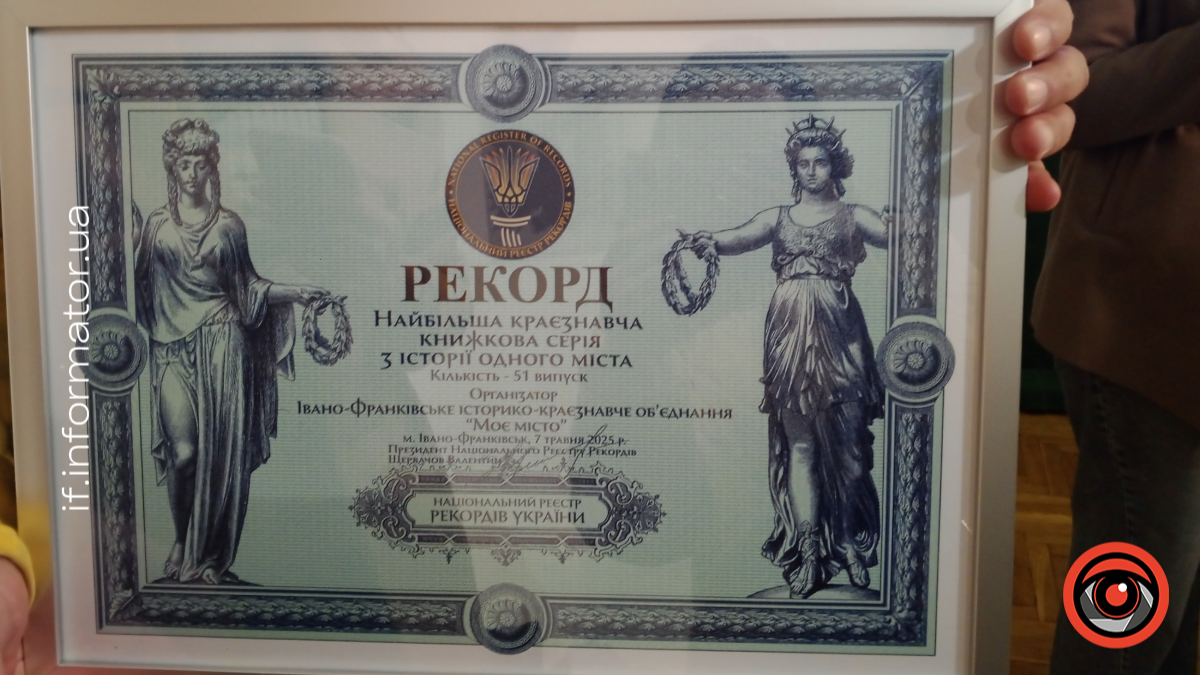 if.informator.ua
NATIONAL REGISTER OF RECORDS
НАЦІОНАЛЬНИЙ РЕЄСТР РЕКОРДІВ
РЕКОРД
Найбільша краєзнавча
книжкова серія
з історії одного міста
Кількість - 51 випуск
Організатор
Івано-Франківське історико-краєзнавче об'єднання
"Моє місто"
м. Івано-Франківськ, 7 травня 2025 р.
Президент Національного Реєстру Рекордів
Щербачов Валентин
НАЦІОНАЛЬНИЙ РЕЄСТР
РЕКОРДІВ УКРАЇНИ